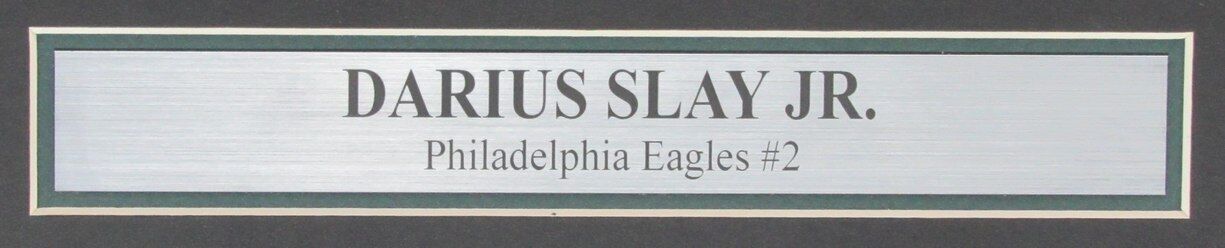 DARIUS SLAY JR.
Philadelphia Eagles #2